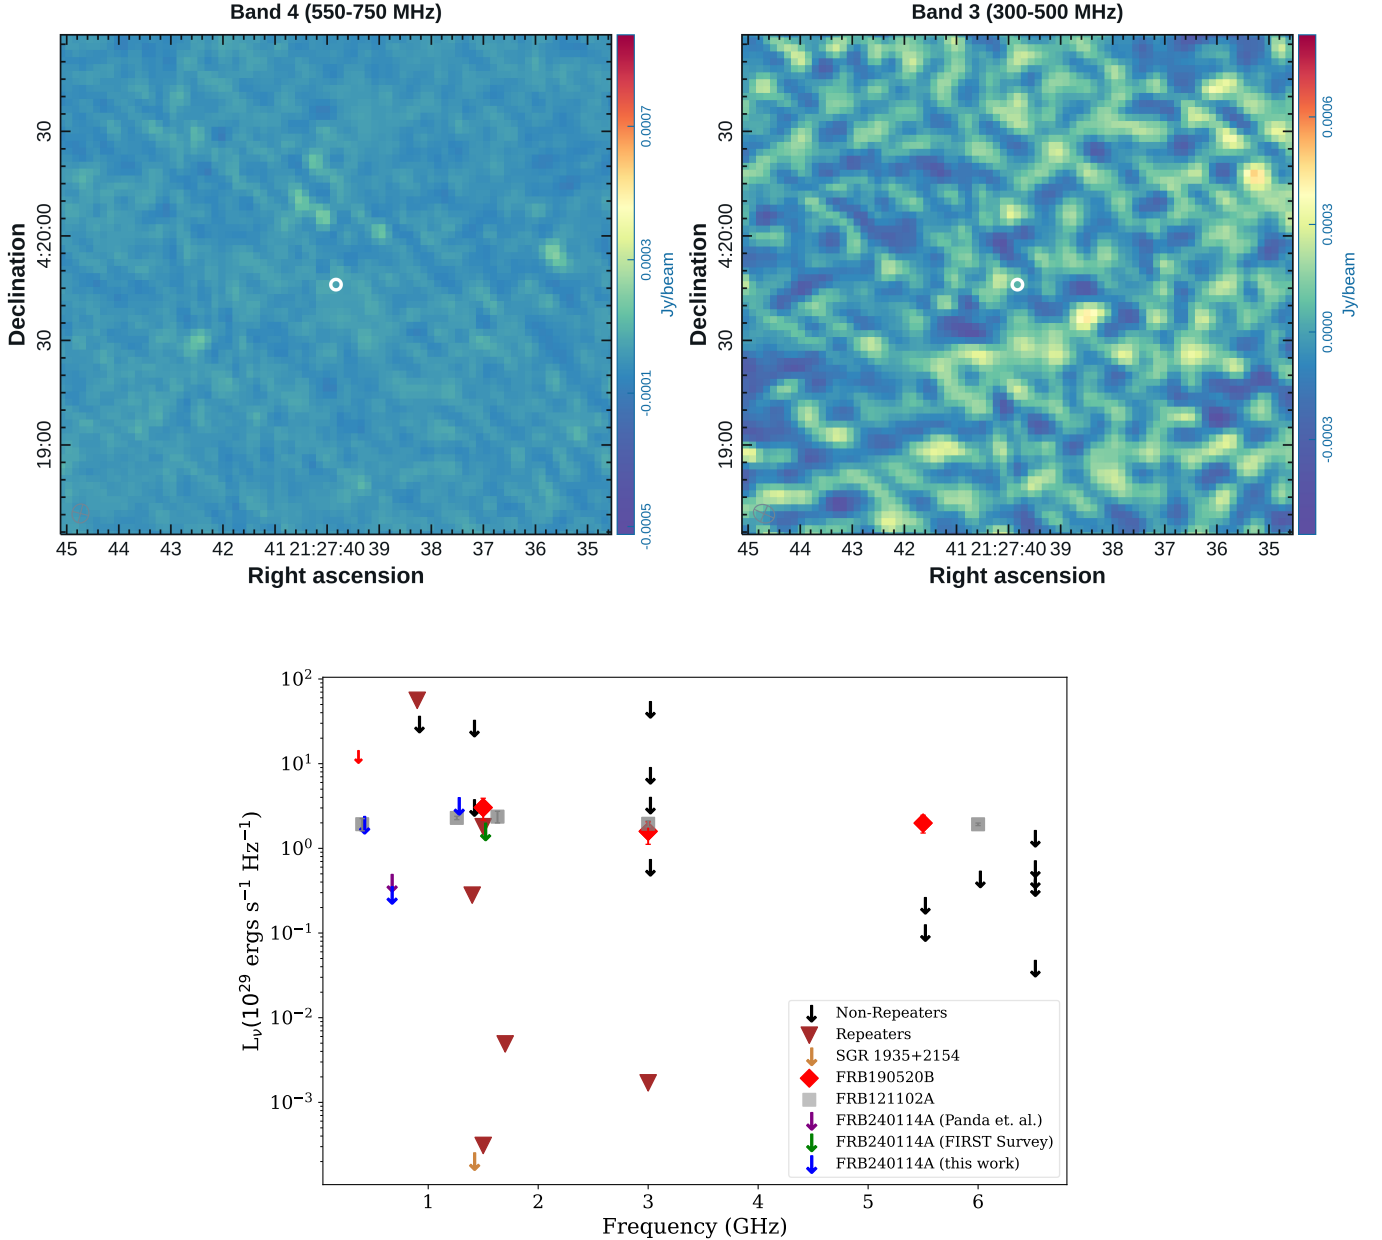 Band 4 (550-750 MHz)
Declination
30
4:20:00
30
19:00
45 44 43 42 41 21:27:40 39 38 37 36 35
Right ascension
0.0007
0.0003
-0.0001
-0.0005
Jy/beam
Band 3 (300-500 MHz)
Declination
30
4:20:00
30
19:00
45 44 43 42 41 21:27:40 39 38 37 36 35
Right ascension
0.0006
0.0003
0.0000
-0.0003
Jy/beam
L_ν(10^29 ergs s^−1 Hz^−1)
10^2
10^1
10^0
10^−1
10^−2
10^−3
1 2 3 4 5 6
Frequency (GHz)
Non-Repeaters
Repeaters
SGR 1935+2154
FRB190520B
FRB121102A
FRB240114A (Panda et. al.)
FRB240114A (FIRST Survey)
FRB240114A (this work)